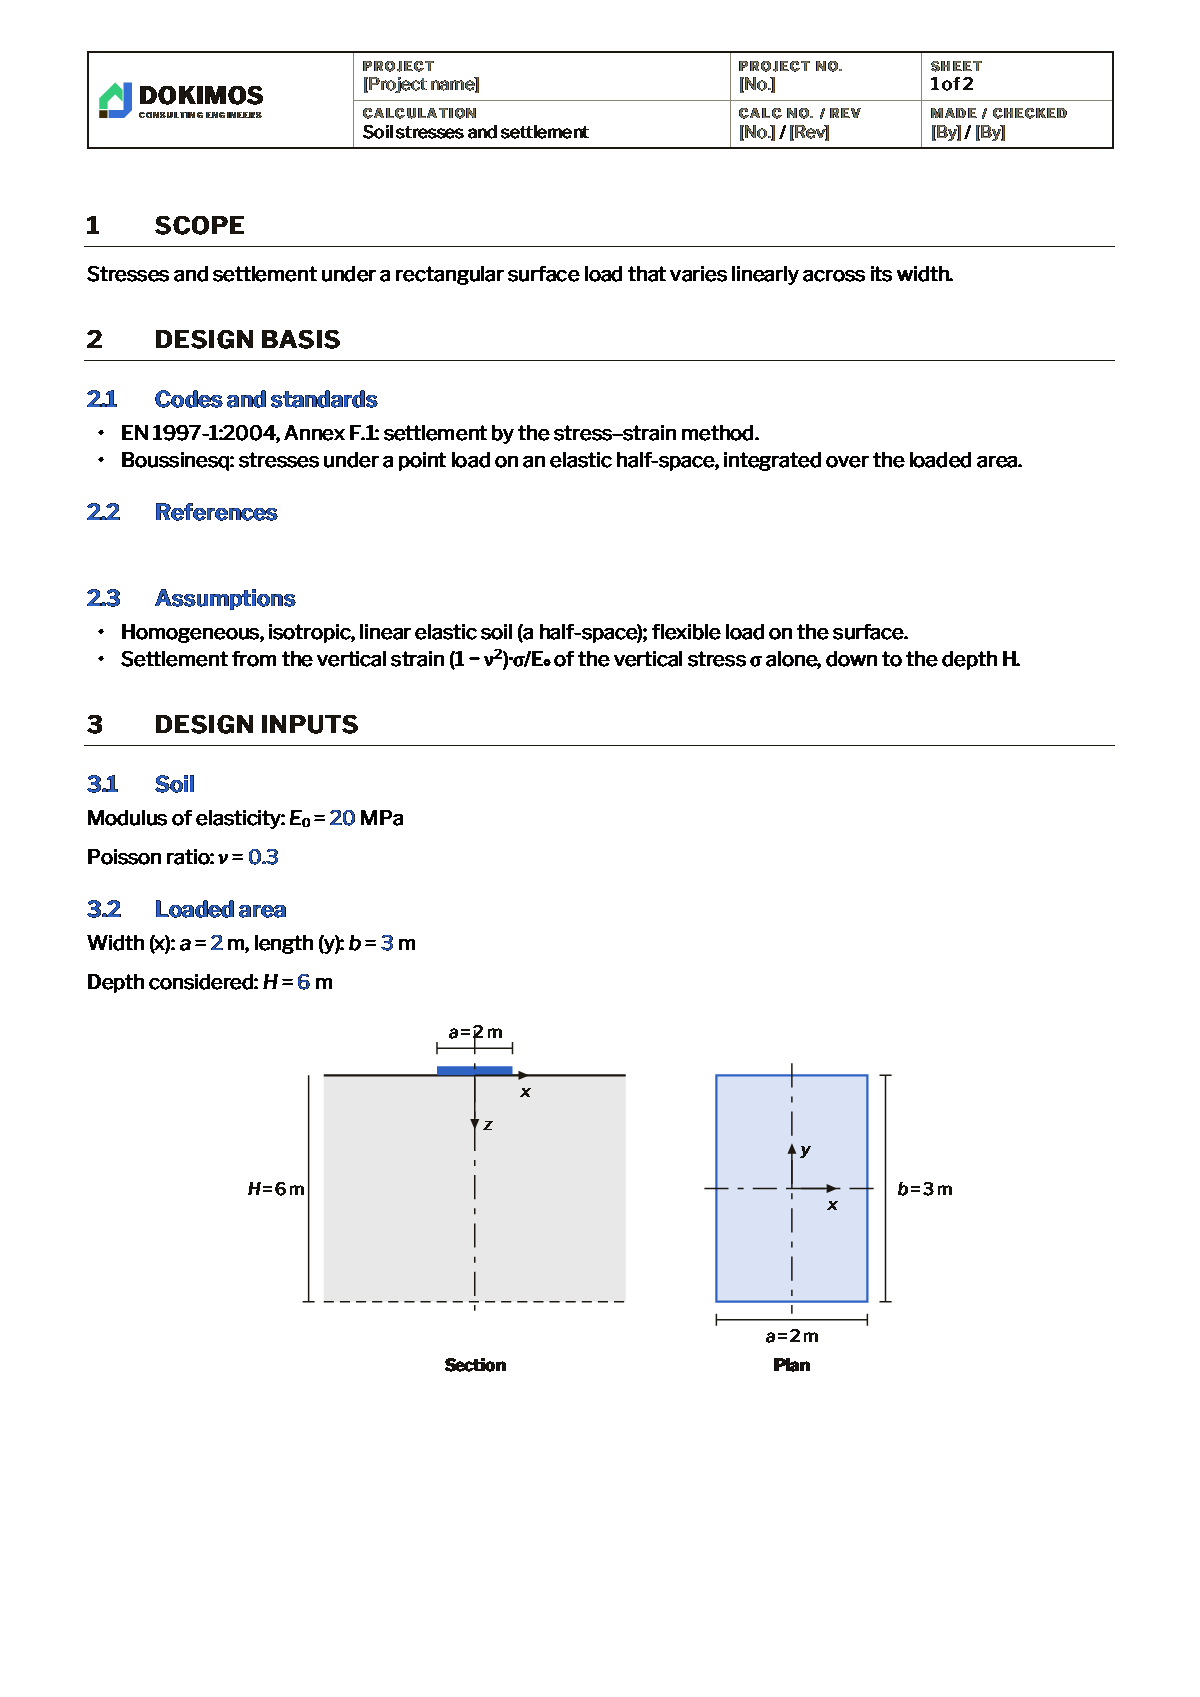 DOKIMOS
CONSULTING ENGINEERS
PROJECT
[Project name]
PROJECT NO.
[No.]
SHEET
1 of 2
CALCULATION
Soil stresses and settlement
CALC NO. / REV
[No.] / [Rev]
MADE / CHECKED
[By] / [By]
1 SCOPE
Stresses and settlement under a rectangular surface load that varies linearly across its width.
2 DESIGN BASIS
2.1 Codes and standards
• EN 1997-1:2004, Annex F.1: settlement by the stress–strain method.
• Boussinesq: stresses under a point load on an elastic half-space, integrated over the loaded area.
2.2 References
2.3 Assumptions
• Homogeneous, isotropic, linear elastic soil (a half-space); flexible load on the surface.
• Settlement from the vertical strain (1 − ν²)·σ/E₀ of the vertical stress σ alone, down to the depth H.
3 DESIGN INPUTS
3.1 Soil
Modulus of elasticity: E₀ = 20 MPa
Poisson ratio: ν = 0.3
3.2 Loaded area
Width (x): a = 2 m, length (y): b = 3 m
Depth considered: H = 6 m
a = 2 m
x
z
H = 6 m
Section
y
x
b = 3 m
a = 2 m
Plan